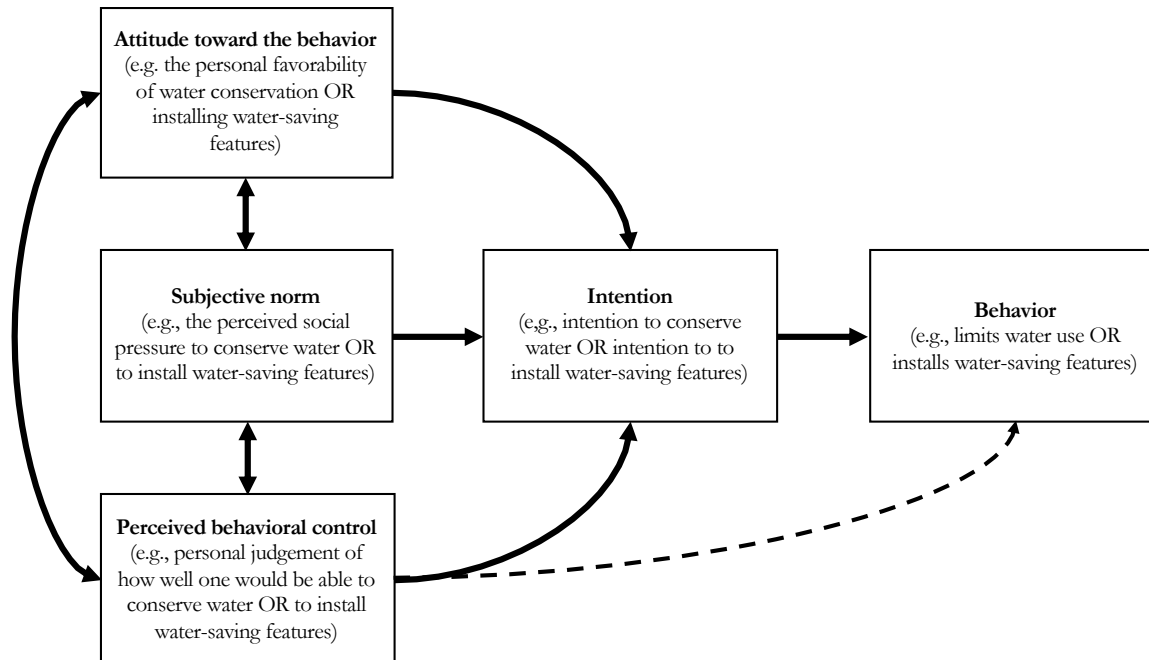 Attitude toward the behavior
(e.g. the personal favorability
of water conservation OR
installing water-saving
features)
Subjective norm
(e.g., the perceived social
pressure to conserve water OR
to install water-saving features)
Intention
(e,g., intention to conserve
water OR intention to to
install water-saving features)
Behavior
(e.g., limits water use OR
installs water-saving features)
Perceived behavioral control
(e.g., personal judgement of
how well one would be able to
conserve water OR to install
water-saving features)